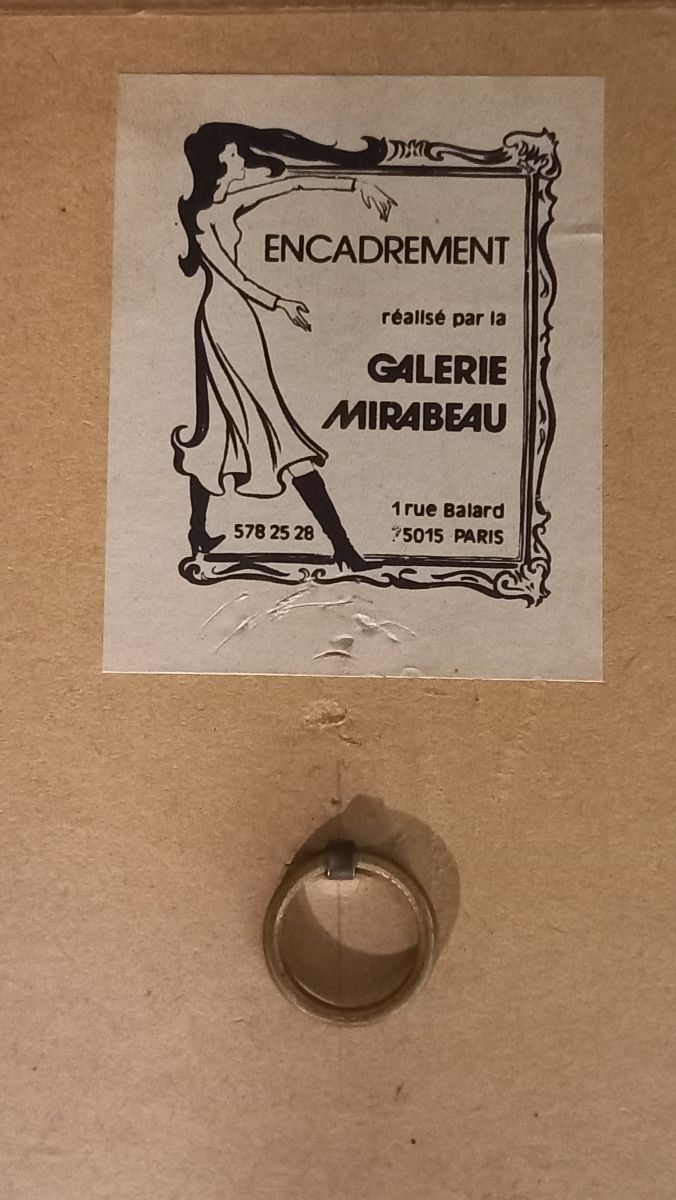 ENCADREMENT
réalisé par la
GALERIE
MIRABEAU
1 rue Balard
578 25 28 75015 PARIS